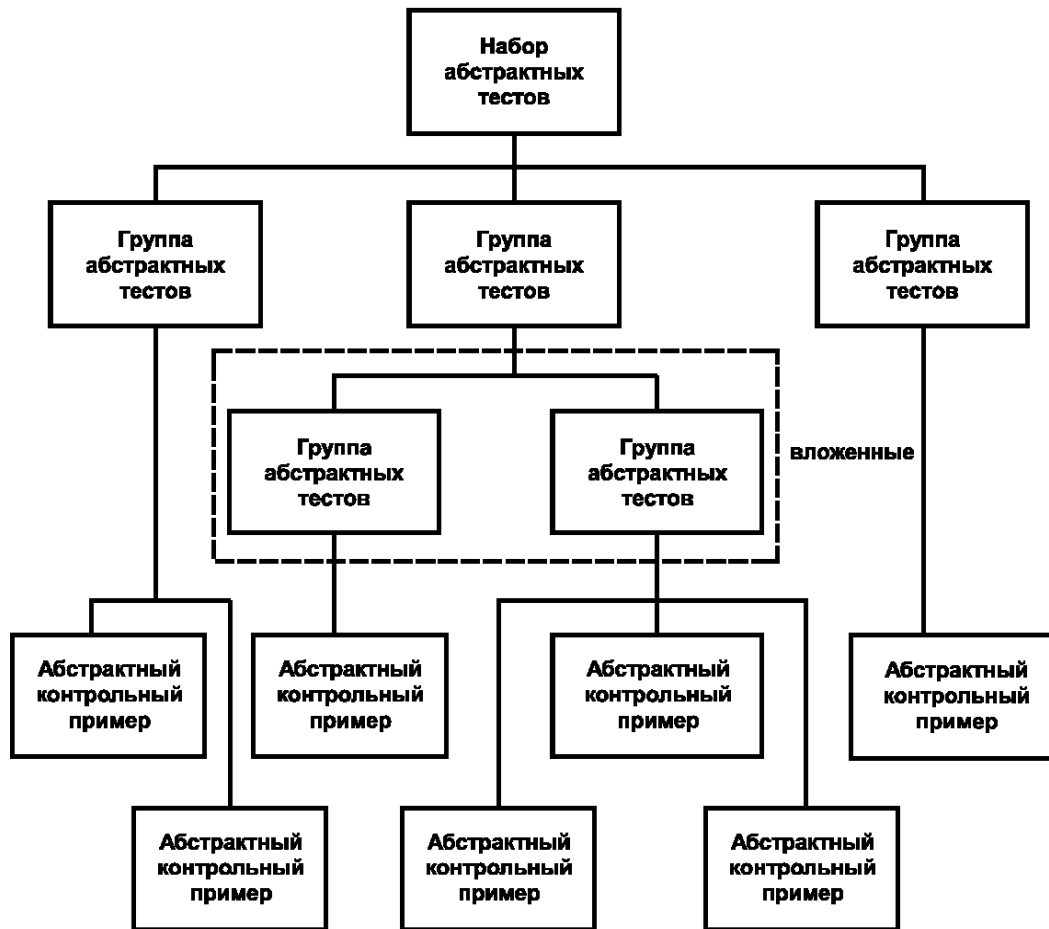 Набор
абстрактных
тестов
Группа
абстрактных
тестов
Группа
абстрактных
тестов
Группа
абстрактных
тестов
Группа
абстрактных
тестов
Группа
абстрактных
тестов
вложенные
Абстрактный
контрольный
пример
Абстрактный
контрольный
пример
Абстрактный
контрольный
пример
Абстрактный
контрольный
пример
Абстрактный
контрольный
пример
Абстрактный
контрольный
пример
Абстрактный
контрольный
пример